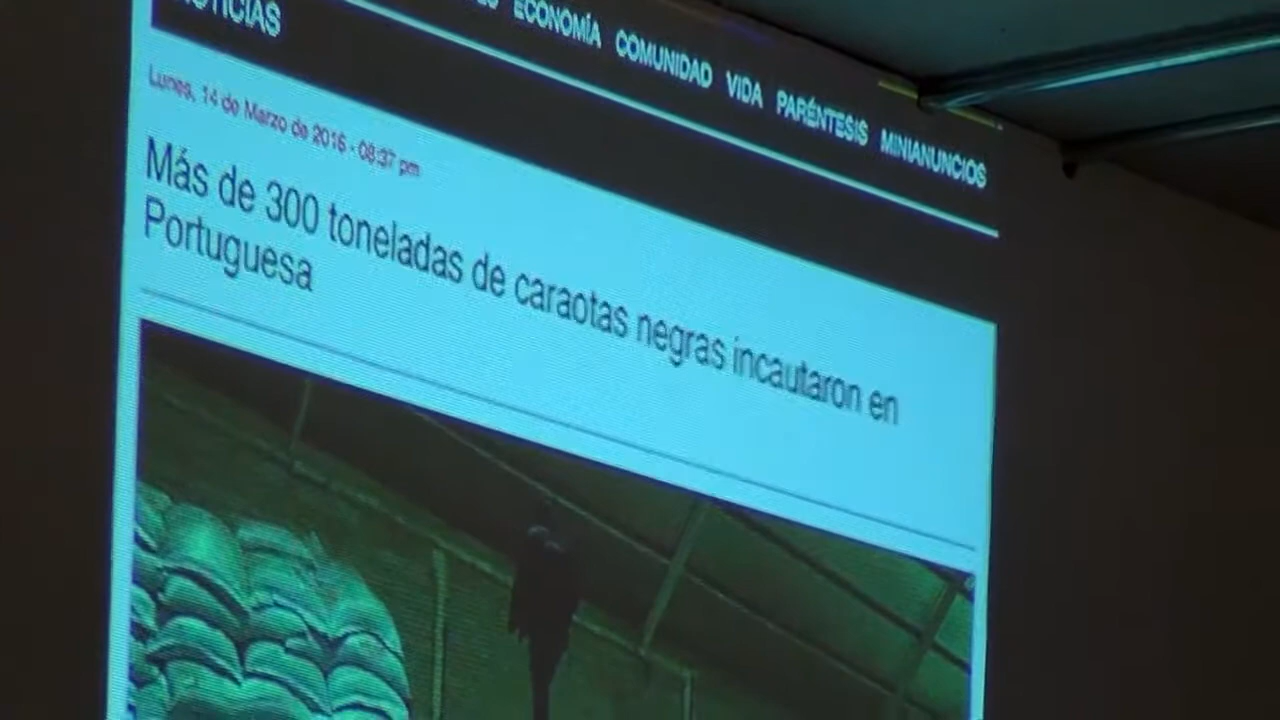 NOTICIAS
ECONOMÍA COMUNIDAD VIDA PARÉNTESIS MINIANUNCIOS
Lunes, 14 de Marzo de 2016 - 08:37 pm
Más de 300 toneladas de caraotas negras incautaron en
Portuguesa